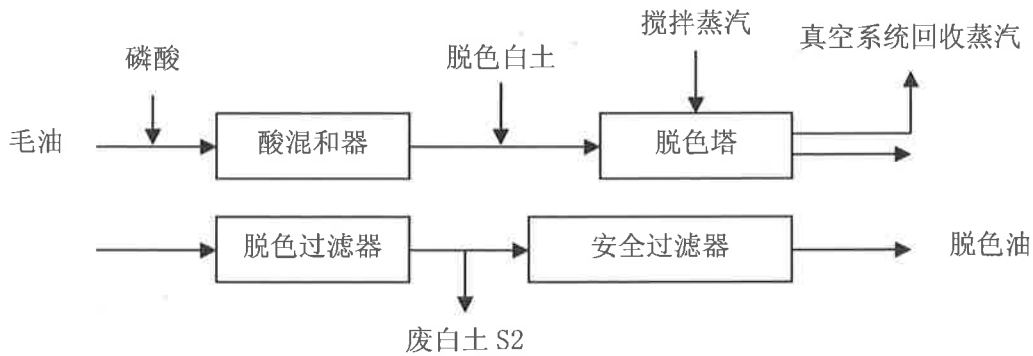 搅拌蒸汽
真空系统回收蒸汽
磷酸
脱色白土
毛油
酸混和器
脱色塔
脱色过滤器
安全过滤器
脱色油
废白土 S2